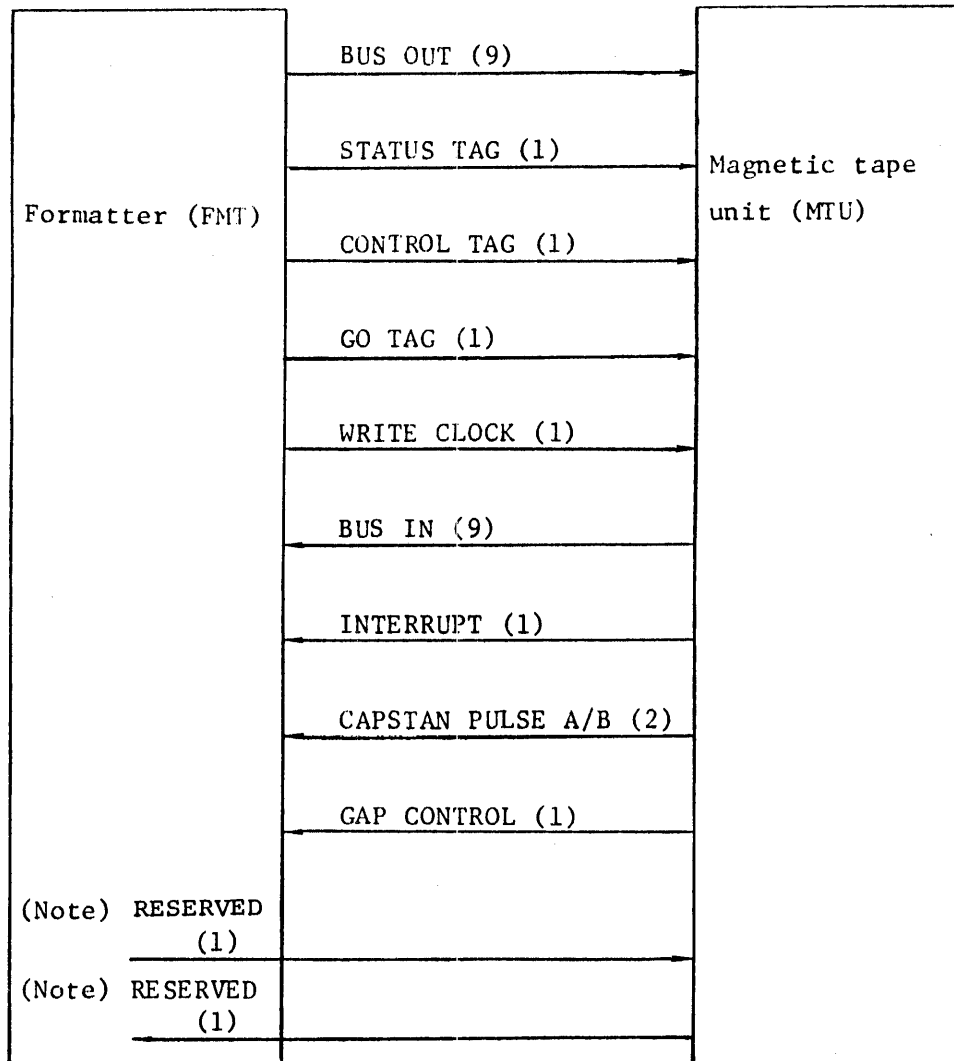 BUS OUT (9)
STATUS TAG (1)
Magnetic tape
unit (MTU)
Formatter (FMT)
CONTROL TAG (1)
GO TAG (1)
WRITE CLOCK (1)
BUS IN (9)
INTERRUPT (1)
CAPSTAN PULSE A/B (2)
GAP CONTROL (1)
(Note) RESERVED
(1)
(Note) RESERVED
(1)